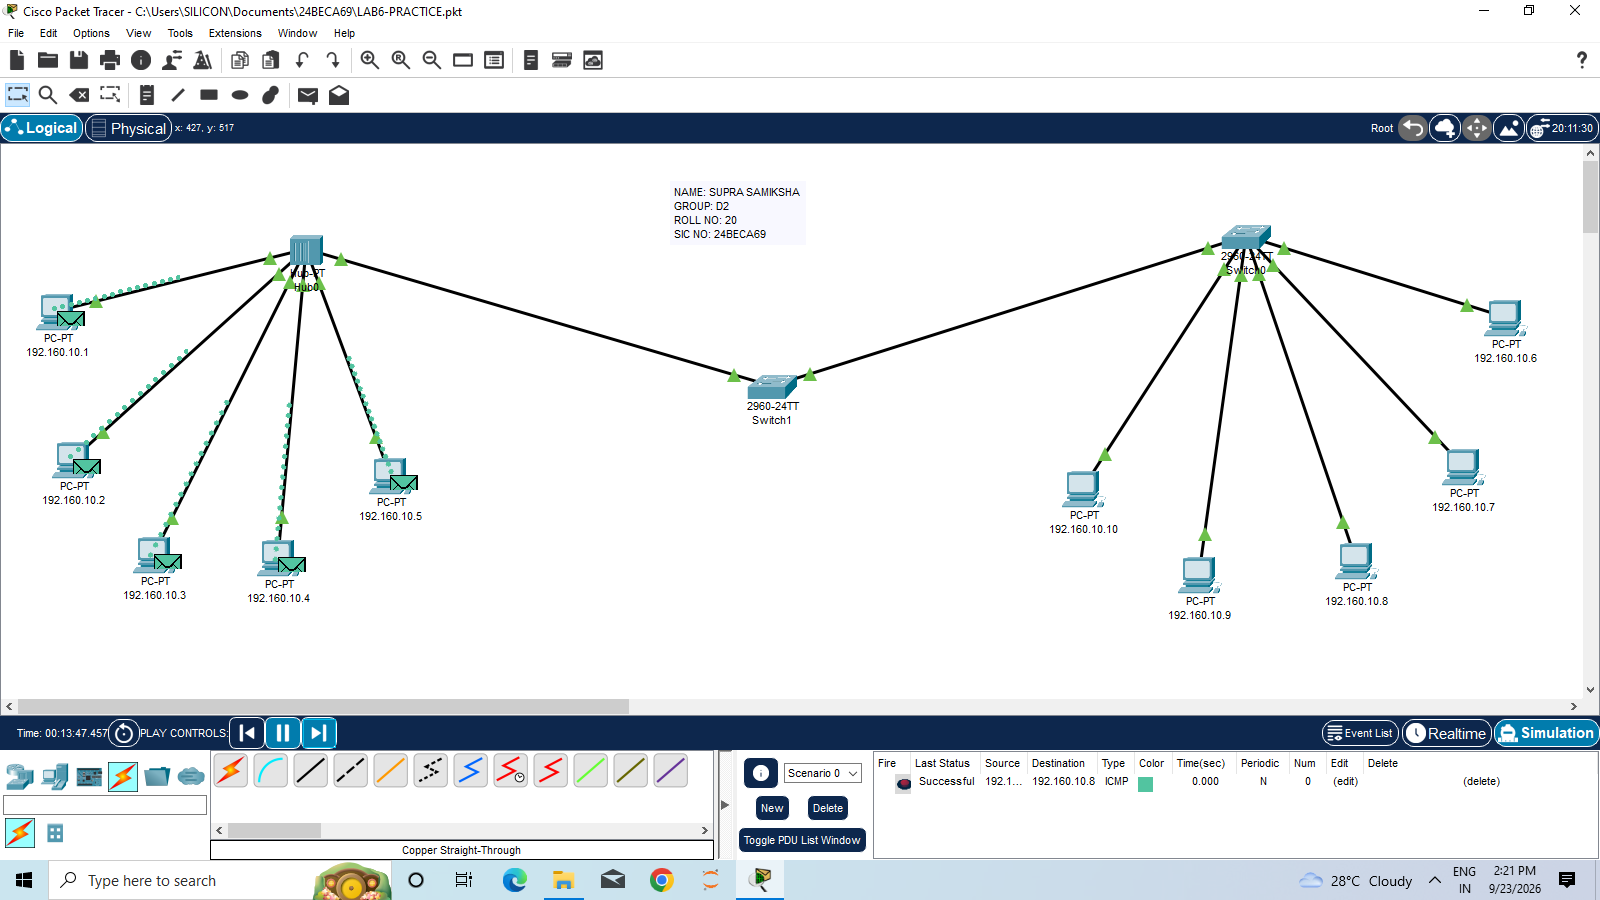 Cisco Packet Tracer - C:\Users\SILICON\Documents\24BECA69\LAB6-PRACTICE.pkt
File Edit Options View Tools Extensions Window Help
Logical Physical x: 427, y: 517 Root 20:11:30
NAME: SUPRA SAMIKSHA
GROUP: D2
ROLL NO: 20
SIC NO: 24BECA69
Hub-PT
Hub0
2960-24TT
Switch0
PC-PT
192.160.10.1
PC-PT
192.160.10.6
2960-24TT
Switch1
PC-PT
192.160.10.2
PC-PT
192.160.10.5
PC-PT
192.160.10.7
PC-PT
192.160.10.10
PC-PT
192.160.10.3
PC-PT
192.160.10.4
PC-PT
192.160.10.9
PC-PT
192.160.10.8
Time: 00:13:47.457 PLAY CONTROLS: Event List Realtime Simulation
Scenario 0
New Delete
Toggle PDU List Window
Fire Last Status Source Destination Type Color Time(sec) Periodic Num Edit Delete
Successful 192.1... 192.160.10.8 ICMP 0.000 N 0 (edit) (delete)
Copper Straight-Through
Type here to search
28°C Cloudy
ENG
IN
2:21 PM
9/23/2026